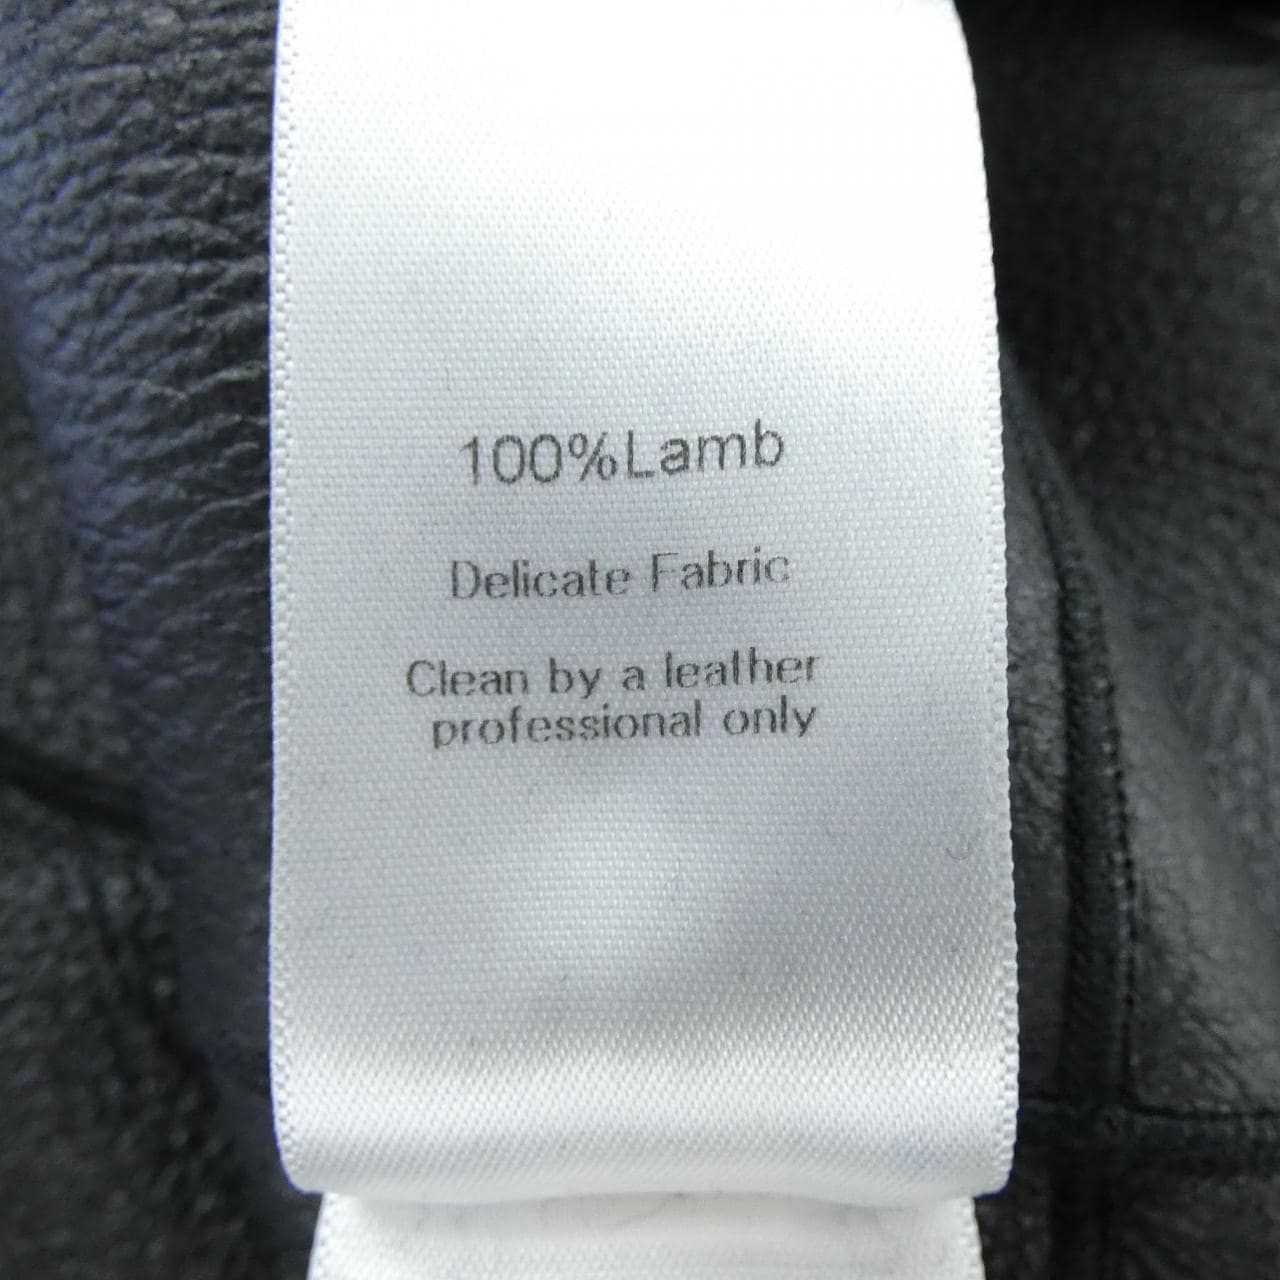 100%Lamb
Delicate Fabric
Clean by a leather
professional only